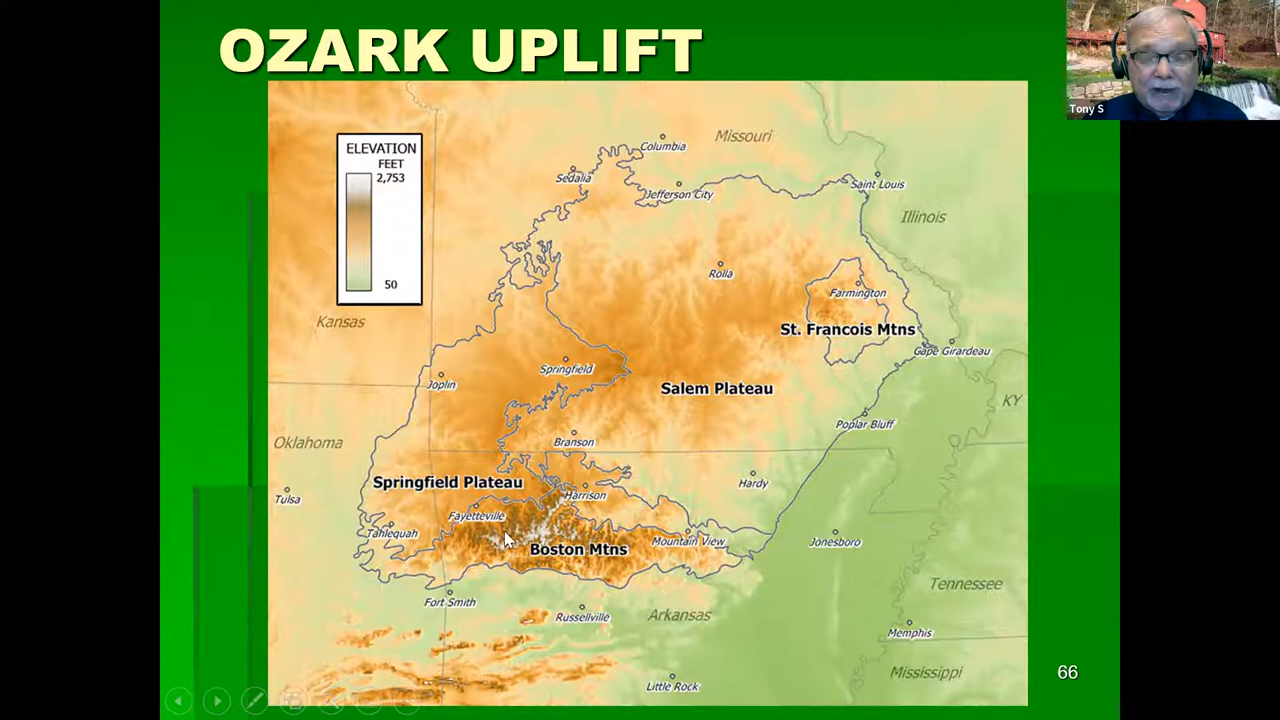 OZARK UPLIFT
Tony S
ELEVATION
FEET
2,753
50
Columbia
Missouri
Sedalia
Jefferson City
Saint Louis
Illinois
Rolla
Farmington
Kansas
St. Francois Mtns
Cape Girardeau
Springfield
Joplin
Salem Plateau
KY
Poplar Bluff
Oklahoma
Branson
Springfield Plateau
Hardy
Tulsa
Harrison
Fayetteville
Tahlequah
Mountain View
Jonesboro
Boston Mtns
Tennessee
Fort Smith
Russellville
Arkansas
Memphis
Mississippi
Little Rock
66